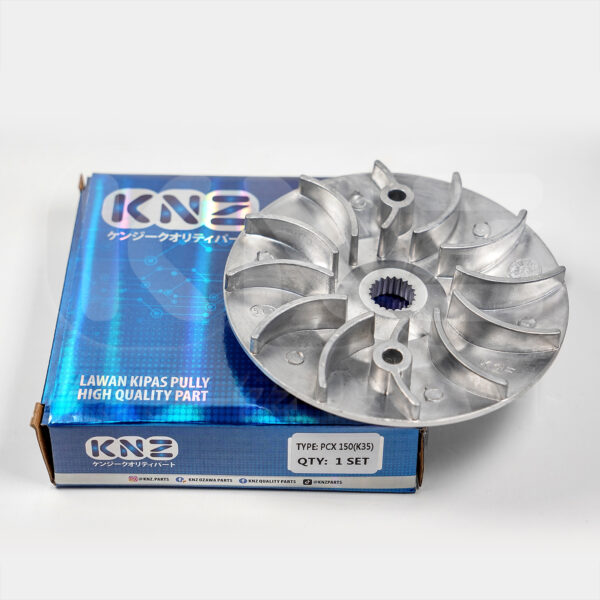 KNZ
ケンジークオリティパート
LAWAN KIPAS PULLY
HIGH QUALITY PART
KNZ
ケンジークオリティパート
TYPE: PCX 150(K35)
QTY: 1 SET
@KNZ.PARTS
KNZ OZAWA PARTS
KNZ QUALITY PARTS
@KNZPARTS
K35